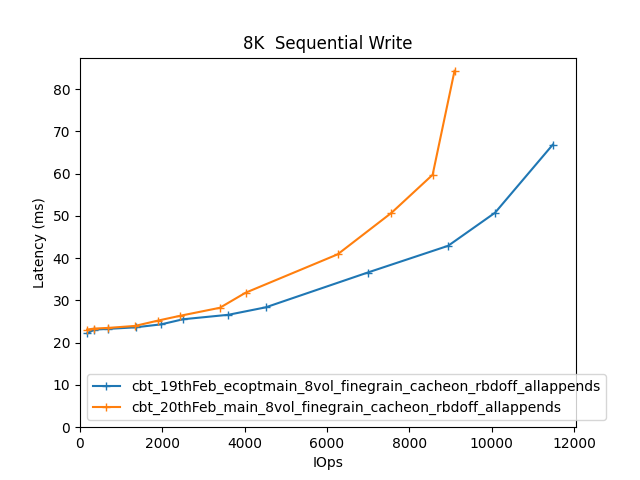 8K  Sequential Write
Latency (ms)
80
70
60
50
40
30
20
10
0
cbt_19thFeb_ecoptmain_8vol_finegrain_cacheon_rbdoff_allappends
cbt_20thFeb_main_8vol_finegrain_cacheon_rbdoff_allappends
0 2000 4000 6000 8000 10000 12000
IOps